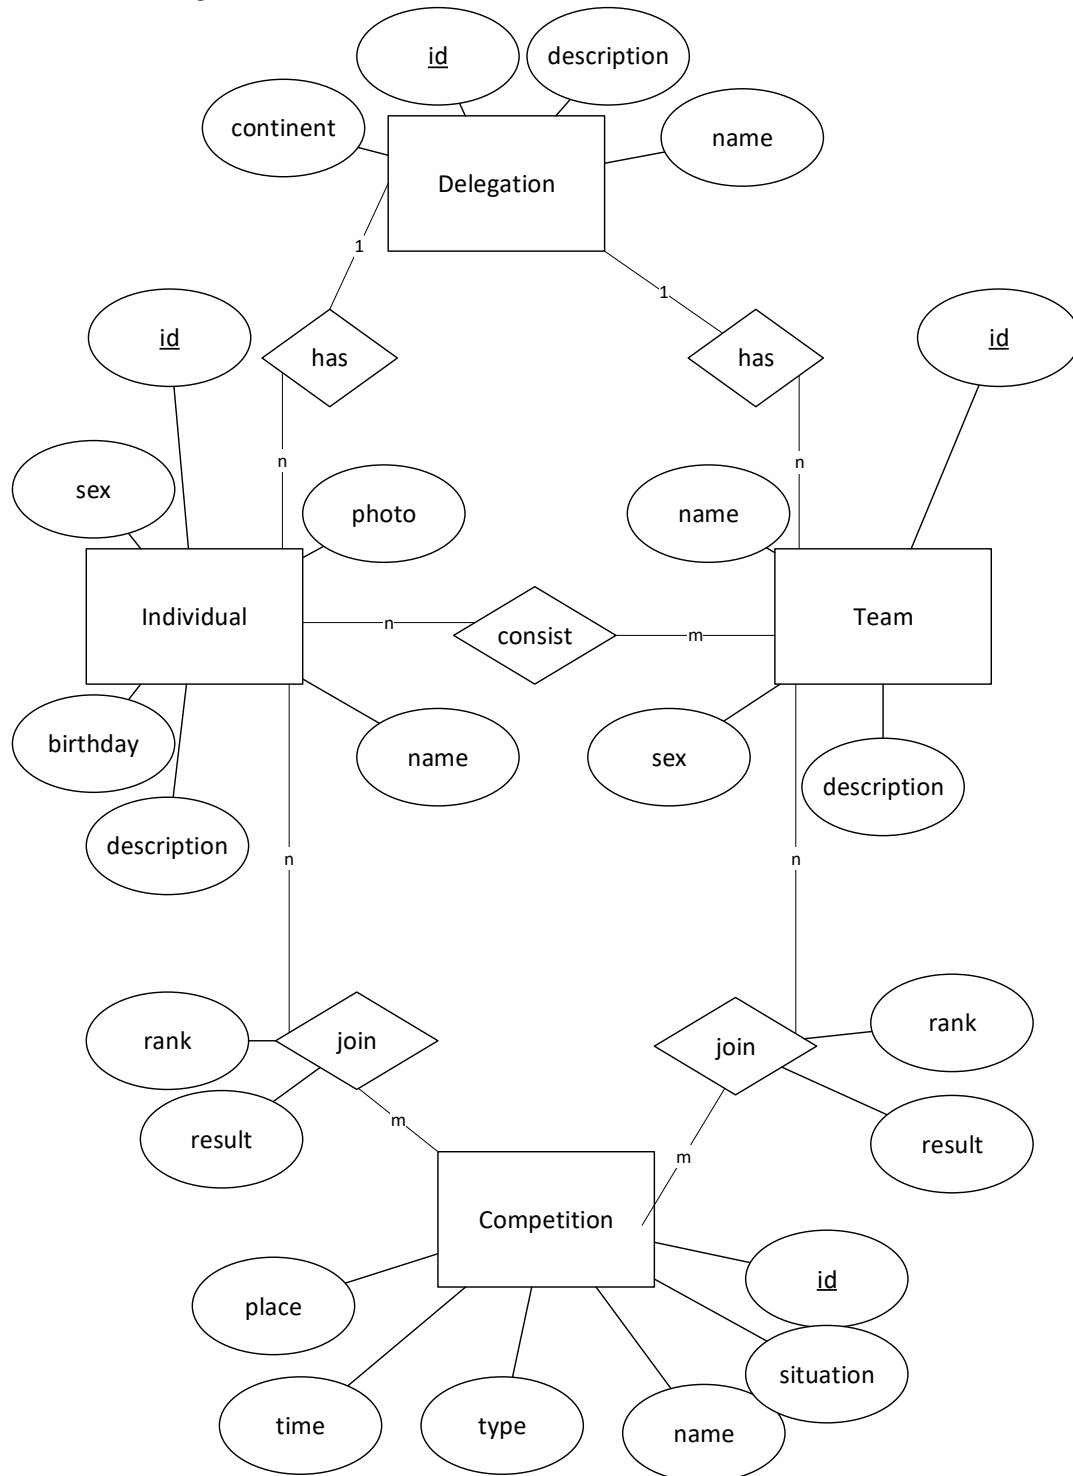 id
description
continent
name
Delegation
1
1
id
has
has
id
n
n
sex
photo
name
Individual
n
consist
m
Team
birthday
name
sex
description
description
n
n
rank
join
join
rank
result
m
m
result
Competition
id
place
situation
time
type
name